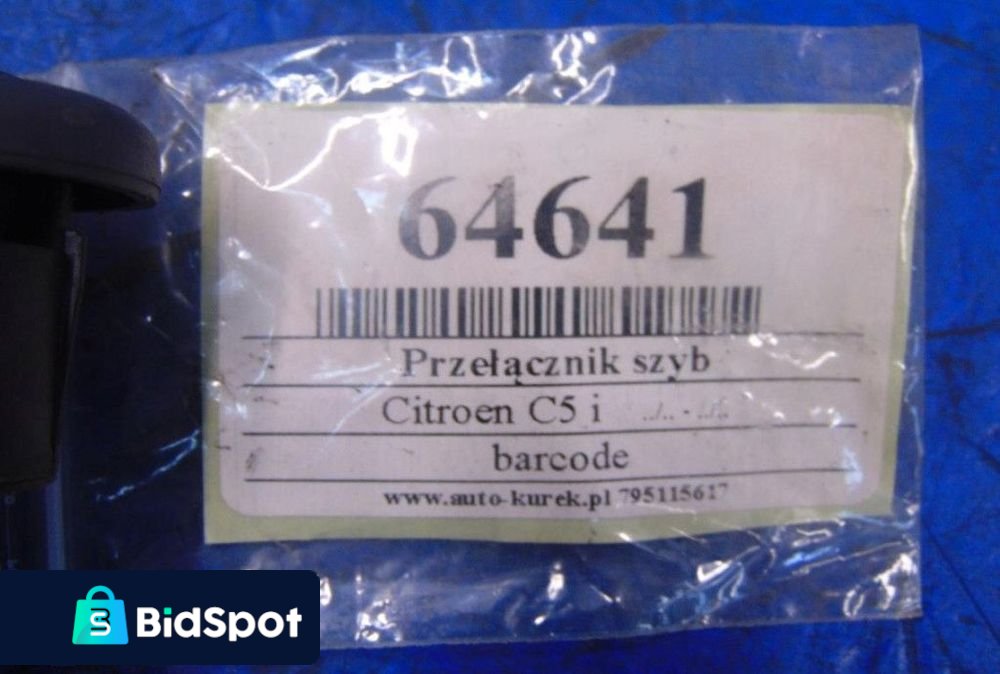 64641
Przełącznik szyb
Citroen C5 i ../.. - ../..
barcode
www.auto-kurek.pl 795115617
BidSpot